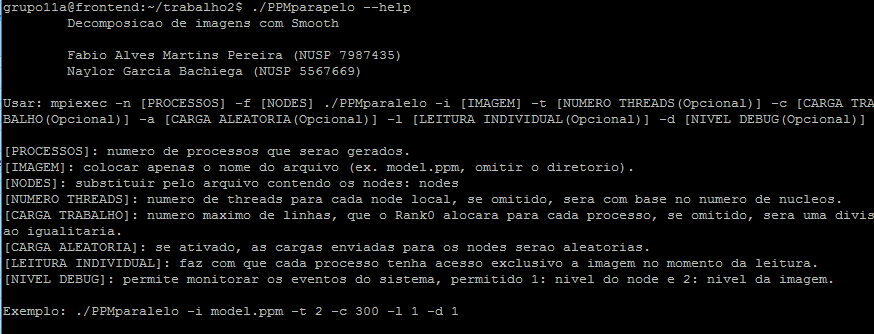 grupo11a@frontend:~/trabalho2$ ./PPMparapelo --help
Decomposicao de imagens com Smooth
Fabio Alves Martins Pereira (NUSP 7987435)
Naylor Garcia Bachiega (NUSP 5567669)
Usar: mpiexec -n [PROCESSOS] -f [NODES] ./PPMparalelo -i [IMAGEM] -t [NUMERO THREADS(Opcional)] -c [CARGA TRA
BALHO(Opcional)] -a [CARGA ALEATORIA(Opcional)] -l [LEITURA INDIVIDUAL(Opcional)] -d [NIVEL DEBUG(Opcional)]
[PROCESSOS]: numero de processos que serao gerados.
[IMAGEM]: colocar apenas o nome do arquivo (ex. model.ppm, omitir o diretorio).
[NODES]: substituir pelo arquivo contendo os nodes: nodes
[NUMERO THREADS]: numero de threads para cada node local, se omitido, sera com base no numero de nucleos.
[CARGA TRABALHO]: numero maximo de linhas, que o Rank0 alocara para cada processo, se omitido, sera uma divis
ao igualitaria.
[CARGA ALEATORIA]: se ativado, as cargas enviadas para os nodes serao aleatorias.
[LEITURA INDIVIDUAL]: faz com que cada processo tenha acesso exclusivo a imagem no momento da leitura.
[NIVEL DEBUG]: permite monitorar os eventos do sistema, permitido 1: nivel do node e 2: nivel da imagem.
Exemplo: ./PPMparalelo -i model.ppm -t 2 -c 300 -l 1 -d 1